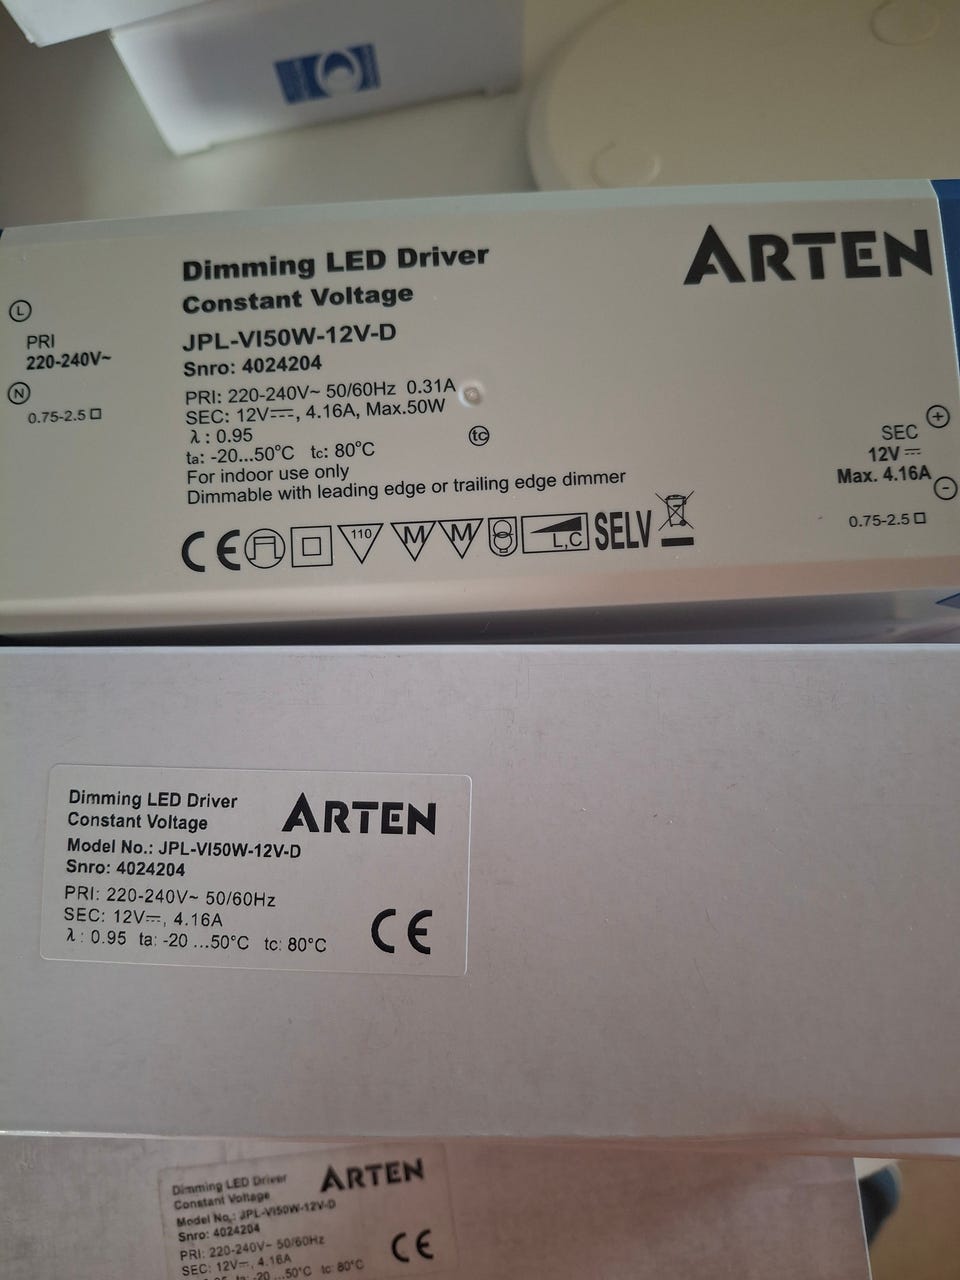 Dimming LED Driver
Constant Voltage
ARTEN
JPL-VI50W-12V-D
Snro: 4024204
L
PRI
220-240V~
N
0.75-2.5
PRI: 220-240V~ 50/60Hz 0.31A
SEC: 12V⎓, 4.16A, Max.50W
λ : 0.95
ta: -20...50°C tc: 80°C
tc
For indoor use only
Dimmable with leading edge or trailing edge dimmer
CE 110 M M L,C SELV
+
SEC
12V ⎓
Max. 4.16A
-
0.75-2.5
Dimming LED Driver
Constant Voltage
ARTEN
Model No.: JPL-VI50W-12V-D
Snro: 4024204
PRI: 220-240V~ 50/60Hz
SEC: 12V⎓, 4.16A
λ : 0.95 ta: -20 ...50°C tc: 80°C
CE
Dimming LED Driver
Constant Voltage
ARTEN
Model No.: JPL-VI50W-12V-D
Snro: 4024204
PRI: 220-240V~ 50/60Hz
SEC: 12V⎓, 4.16A
ta: -20 ...50°C tc: 80°C
CE